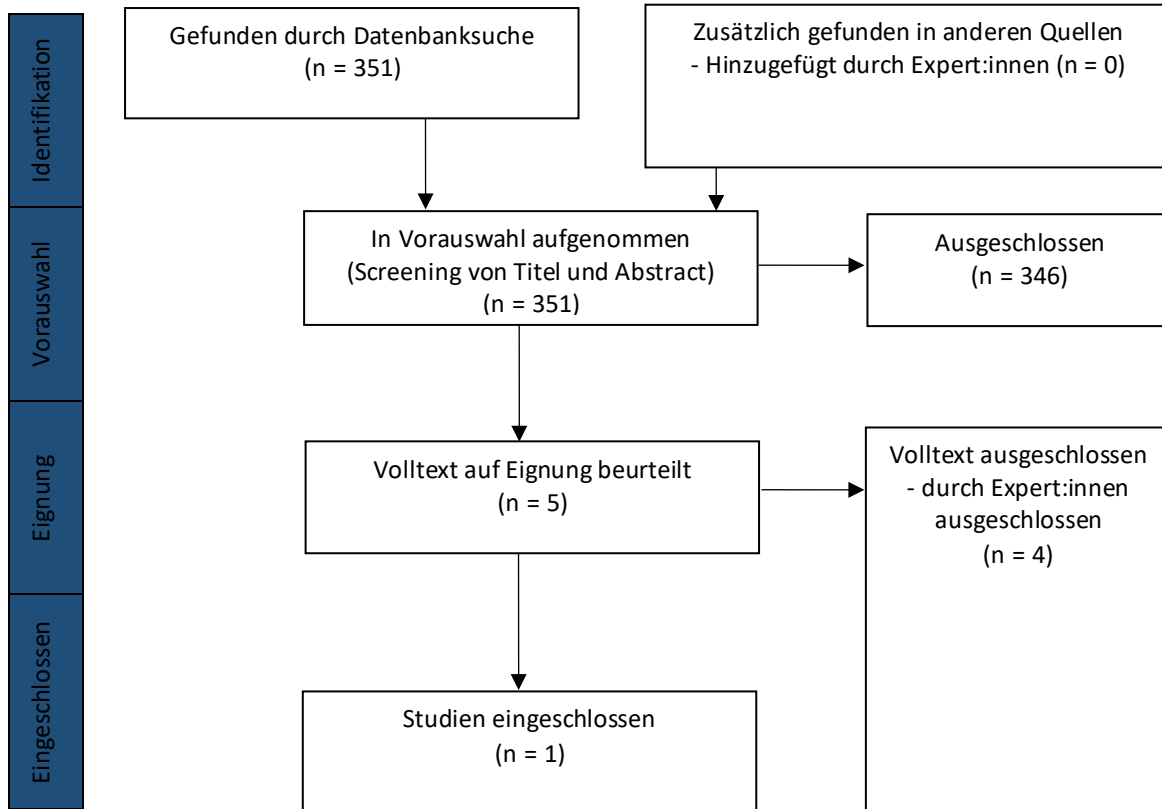 Identifikation
Gefunden durch Datenbanksuche
(n = 351)
Zusätzlich gefunden in anderen Quellen
- Hinzugefügt durch Expert:innen (n = 0)
Vorauswahl
In Vorauswahl aufgenommen
(Screening von Titel und Abstract)
(n = 351)
Ausgeschlossen
(n = 346)
Eignung
Volltext auf Eignung beurteilt
(n = 5)
Volltext ausgeschlossen
- durch Expert:innen
ausgeschlossen
(n = 4)
Eingeschlossen
Studien eingeschlossen
(n = 1)